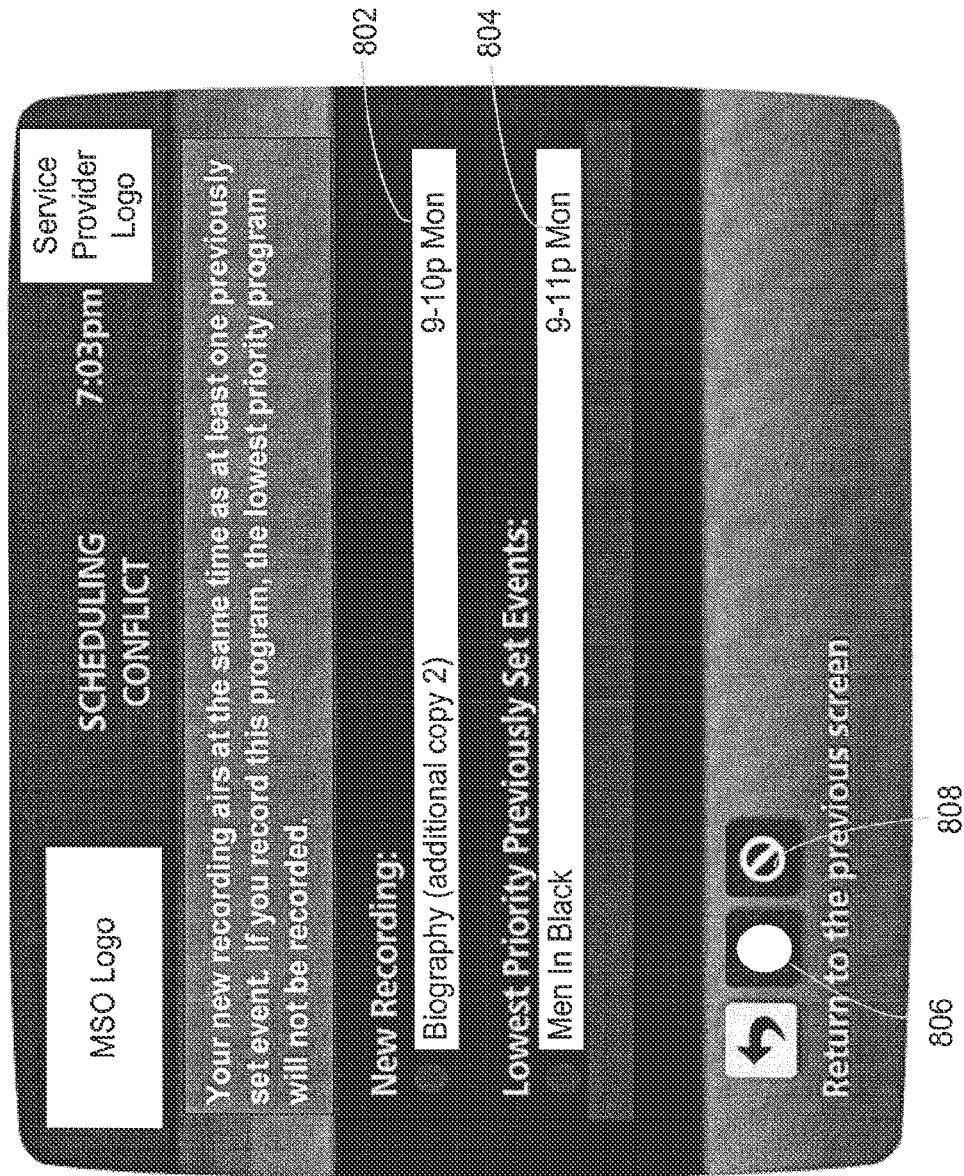 MSO Logo
SCHEDULING
CONFLICT
7:03pm
Service
Provider
Logo
Your new recording airs at the same time as at least one previously
set event. If you record this program, the lowest priority program
will not be recorded.
New Recording:
Biography (additional copy 2) 9-10p Mon
802
Lowest Priority Previously Set Events:
Men In Black 9-11p Mon
804
Return to the previous screen
806
808